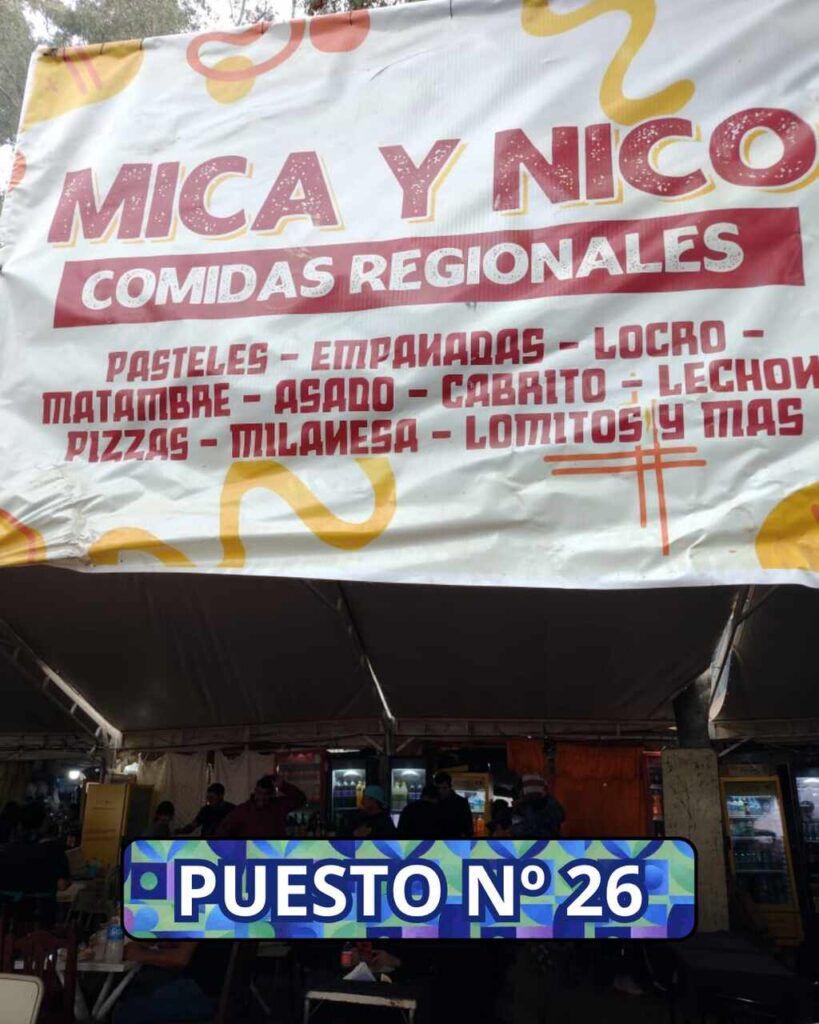 MICA Y NICO
COMIDAS REGIONALES
PASTELES - EMPANADAS - LOCRO -
MATAMBRE - ASADO - CABRITO - LECHON
PIZZAS - MILANESA - LOMITOS Y MAS
PUESTO Nº 26